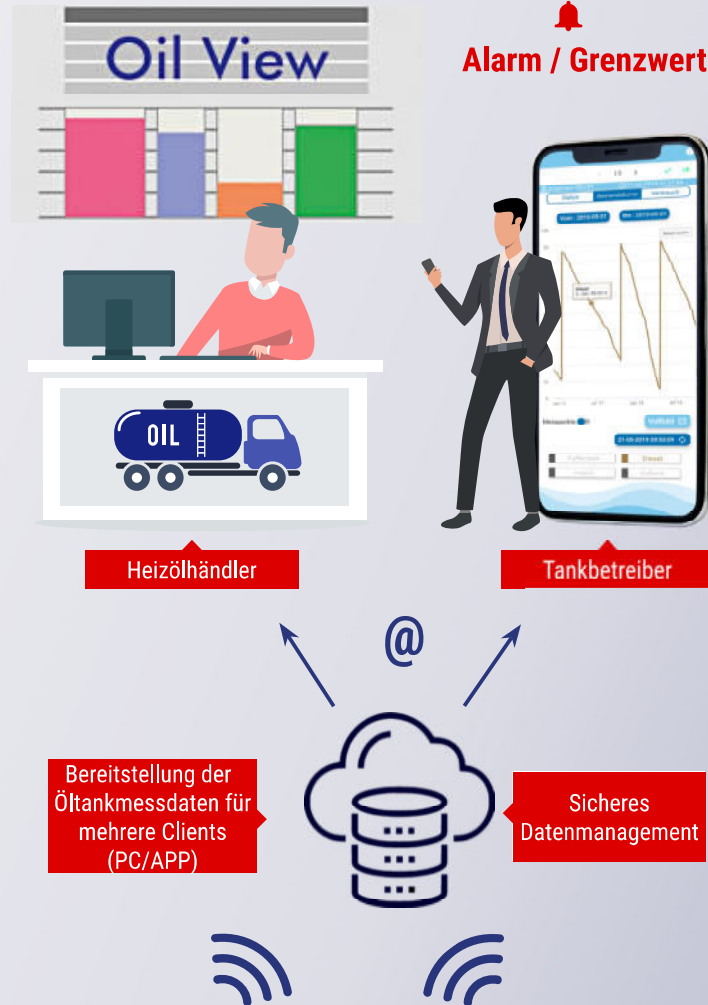 Oil View
Alarm / Grenzwert
OIL
Heizölhändler
Tankbetreiber
@
Bereitstellung der
Öltankmessdaten für
mehrere Clients
(PC/APP)
Sicheres
Datenmanagement